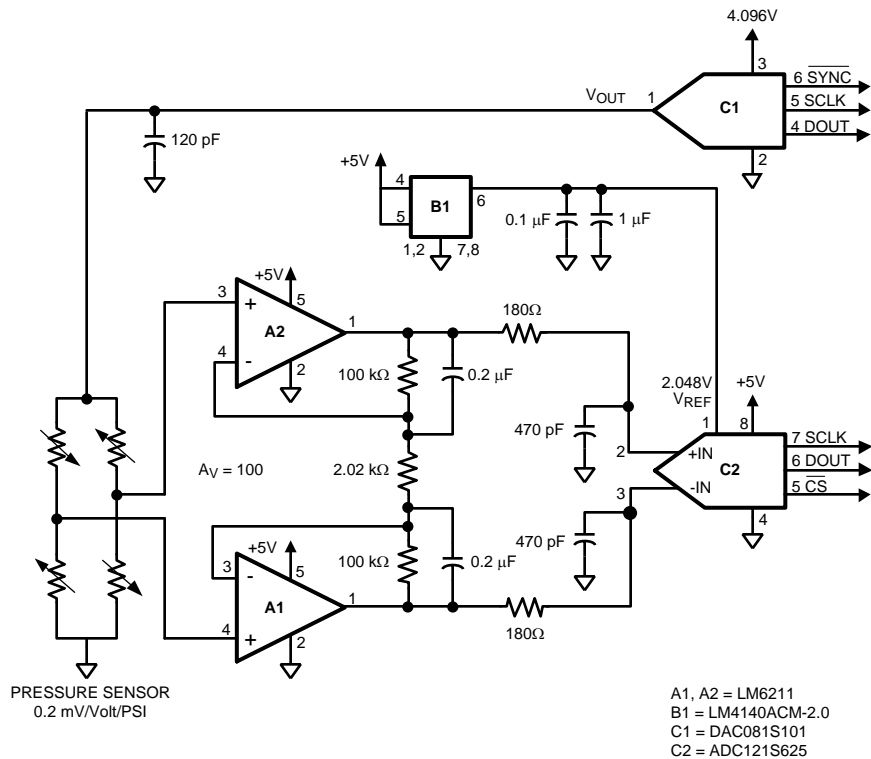 4.096V
3
6 SYNC
5 SCLK
4 DOUT
VOUT 1
C1
2
120 pF
+5V
4
5
B1
6
1,2 7,8
0.1 µF
1 µF
+5V
5
3
+
A2
4
-
1
2
180Ω
100 kΩ
0.2 µF
2.048V
VREF
+5V
1 8
7 SCLK
6 DOUT
5 CS
470 pF
2
+IN
C2
-IN
3
4
AV = 100
2.02 kΩ
+5V
5
3
-
A1
4
+
1
2
100 kΩ
0.2 µF
470 pF
180Ω
PRESSURE SENSOR
0.2 mV/Volt/PSI
A1, A2 = LM6211
B1 = LM4140ACM-2.0
C1 = DAC081S101
C2 = ADC121S625